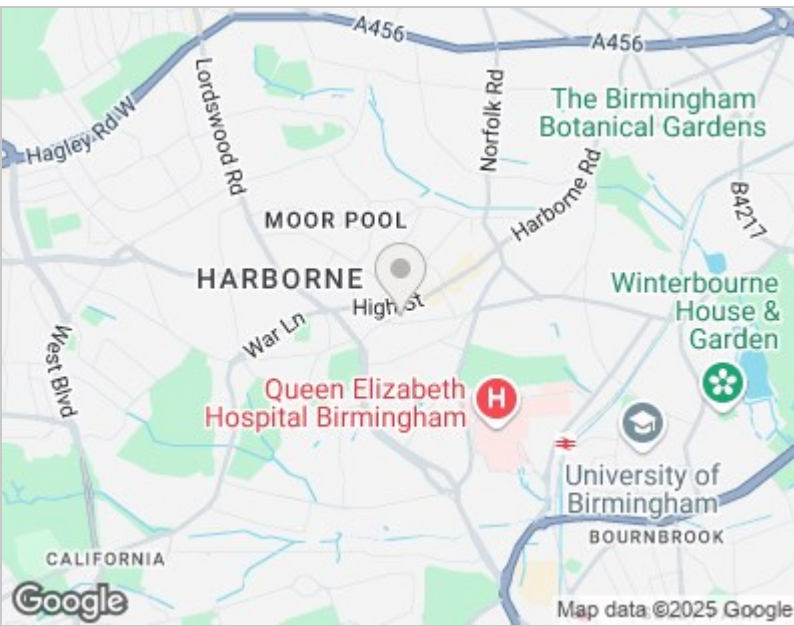 A456
A456
Lordswood Rd
Norfolk Rd
The Birmingham
Botanical Gardens
Hagley Rd W
Harborne Rd
B4217
MOOR POOL
HARBORNE
High St
Winterbourne
House &
Garden
War Ln
West Blvd
Queen Elizabeth
Hospital Birmingham
H
University of
Birmingham
BOURNBROOK
CALIFORNIA
Google
Map data ©2025 Google